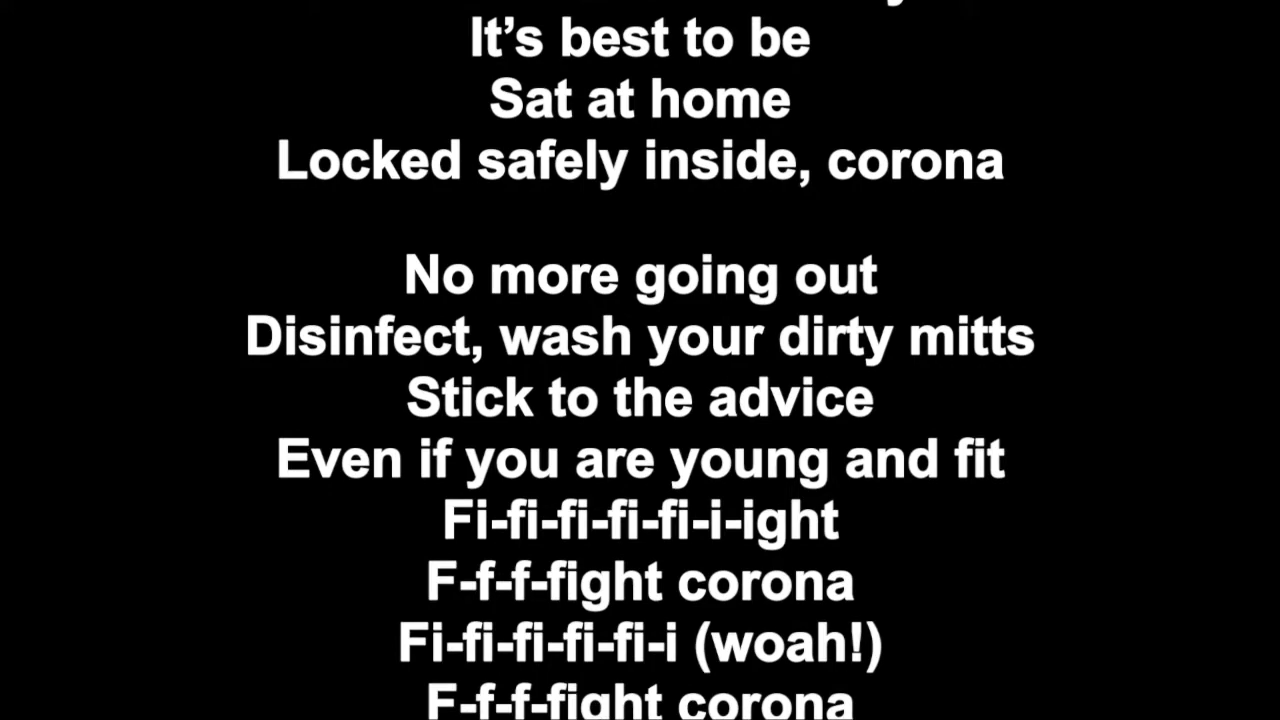 It’s best to be
Sat at home
Locked safely inside, corona
No more going out
Disinfect, wash your dirty mitts
Stick to the advice
Even if you are young and fit
Fi-fi-fi-fi-fi-i-ight
F-f-f-fight corona
Fi-fi-fi-fi-fi-i (woah!)
F-f-f-fight corona